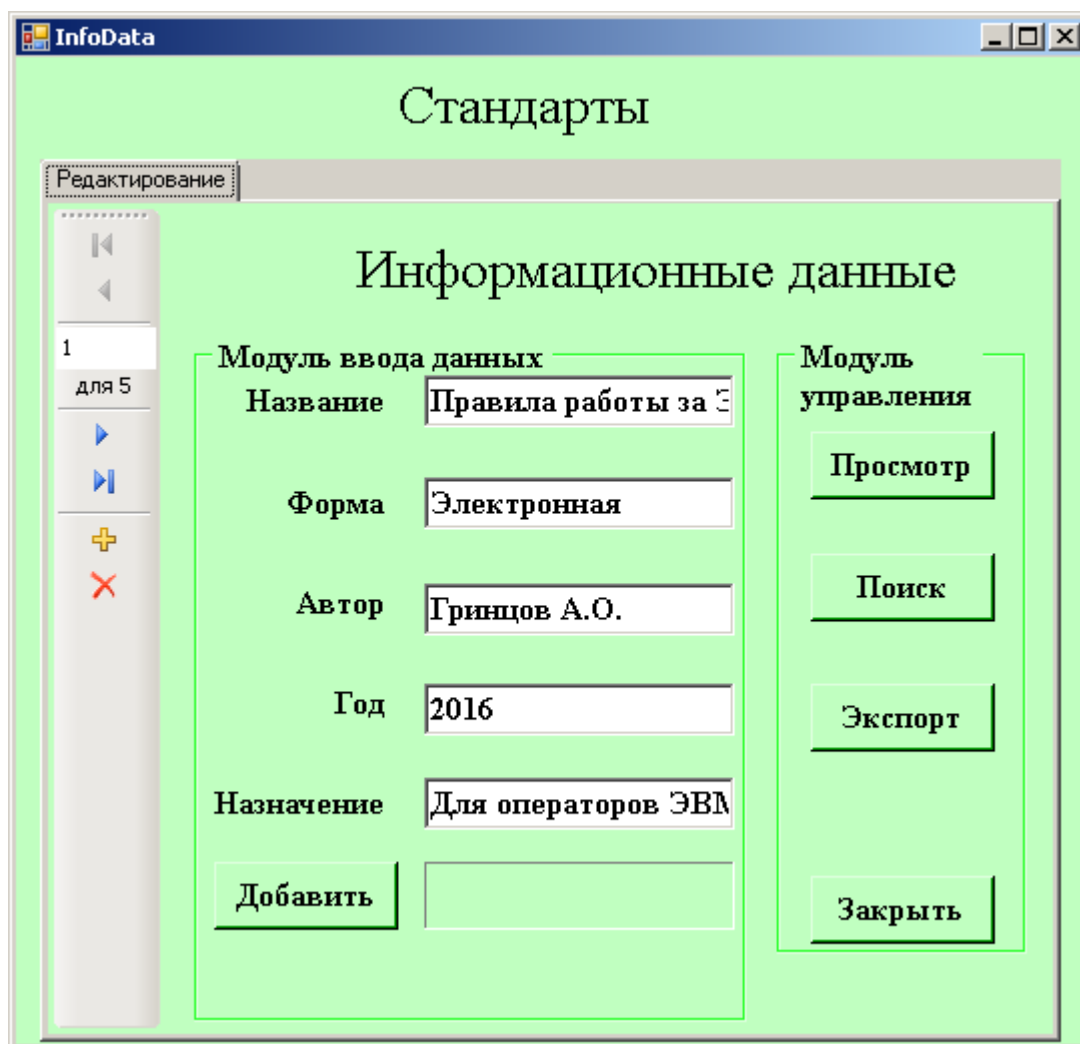 InfoData
Стандарты
Редактирование
Информационные данные
1
для 5
Модуль ввода данных
Название
Правила работы за Э
Форма
Электронная
Автор
Гринцов А.О.
Год
2016
Назначение
Для операторов ЭВМ
Добавить
Модуль
управления
Просмотр
Поиск
Экспорт
Закрыть